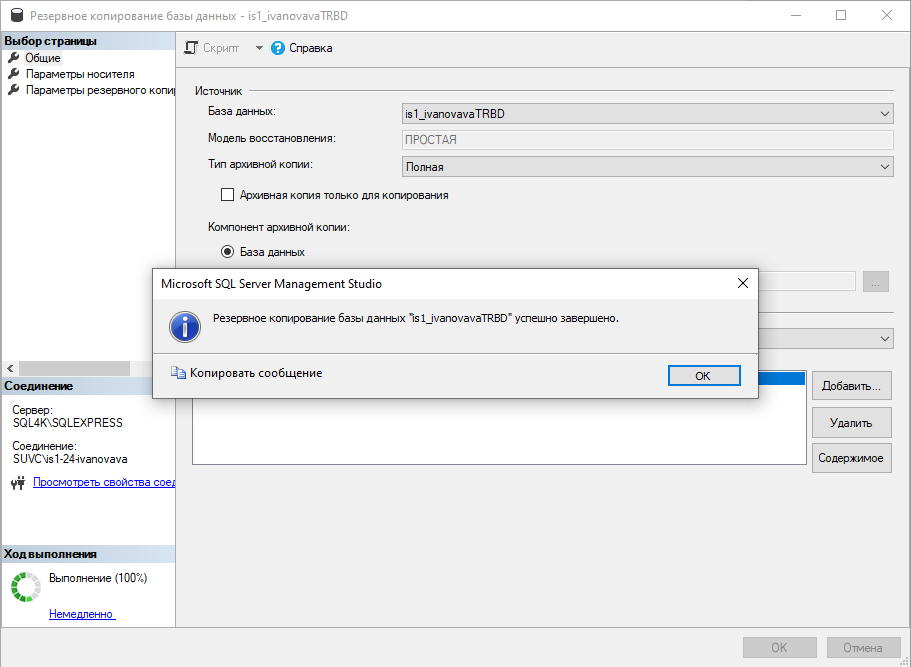 Резервное копирование базы данных - is1_ivanovavaTRBD
Выбор страницы
Общие
Параметры носителя
Параметры резервного копи
Скрипт
Справка
Источник
База данных:
is1_ivanovavaTRBD
Модель восстановления:
ПРОСТАЯ
Тип архивной копии:
Полная
Архивная копия только для копирования
Компонент архивной копии:
База данных
...
Microsoft SQL Server Management Studio
Резервное копирование базы данных "is1_ivanovavaTRBD" успешно завершено.
Копировать сообщение
OK
Добавить...
Удалить
Содержимое
Соединение
Сервер:
SQL4K\SQLEXPRESS
Соединение:
SUVC\is1-24-ivanovava
Просмотреть свойства соед
Ход выполнения
Выполнение (100%)
Немедленно
OK
Отмена